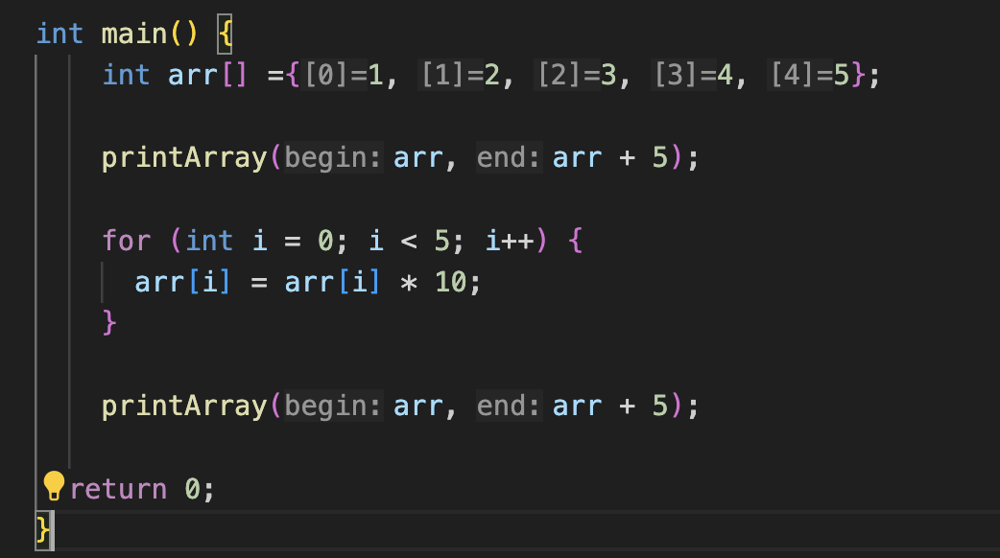 int main() {
int arr[] ={[0]=1, [1]=2, [2]=3, [3]=4, [4]=5};
printArray(begin: arr, end: arr + 5);
for (int i = 0; i < 5; i++) {
arr[i] = arr[i] * 10;
}
printArray(begin: arr, end: arr + 5);
return 0;
}